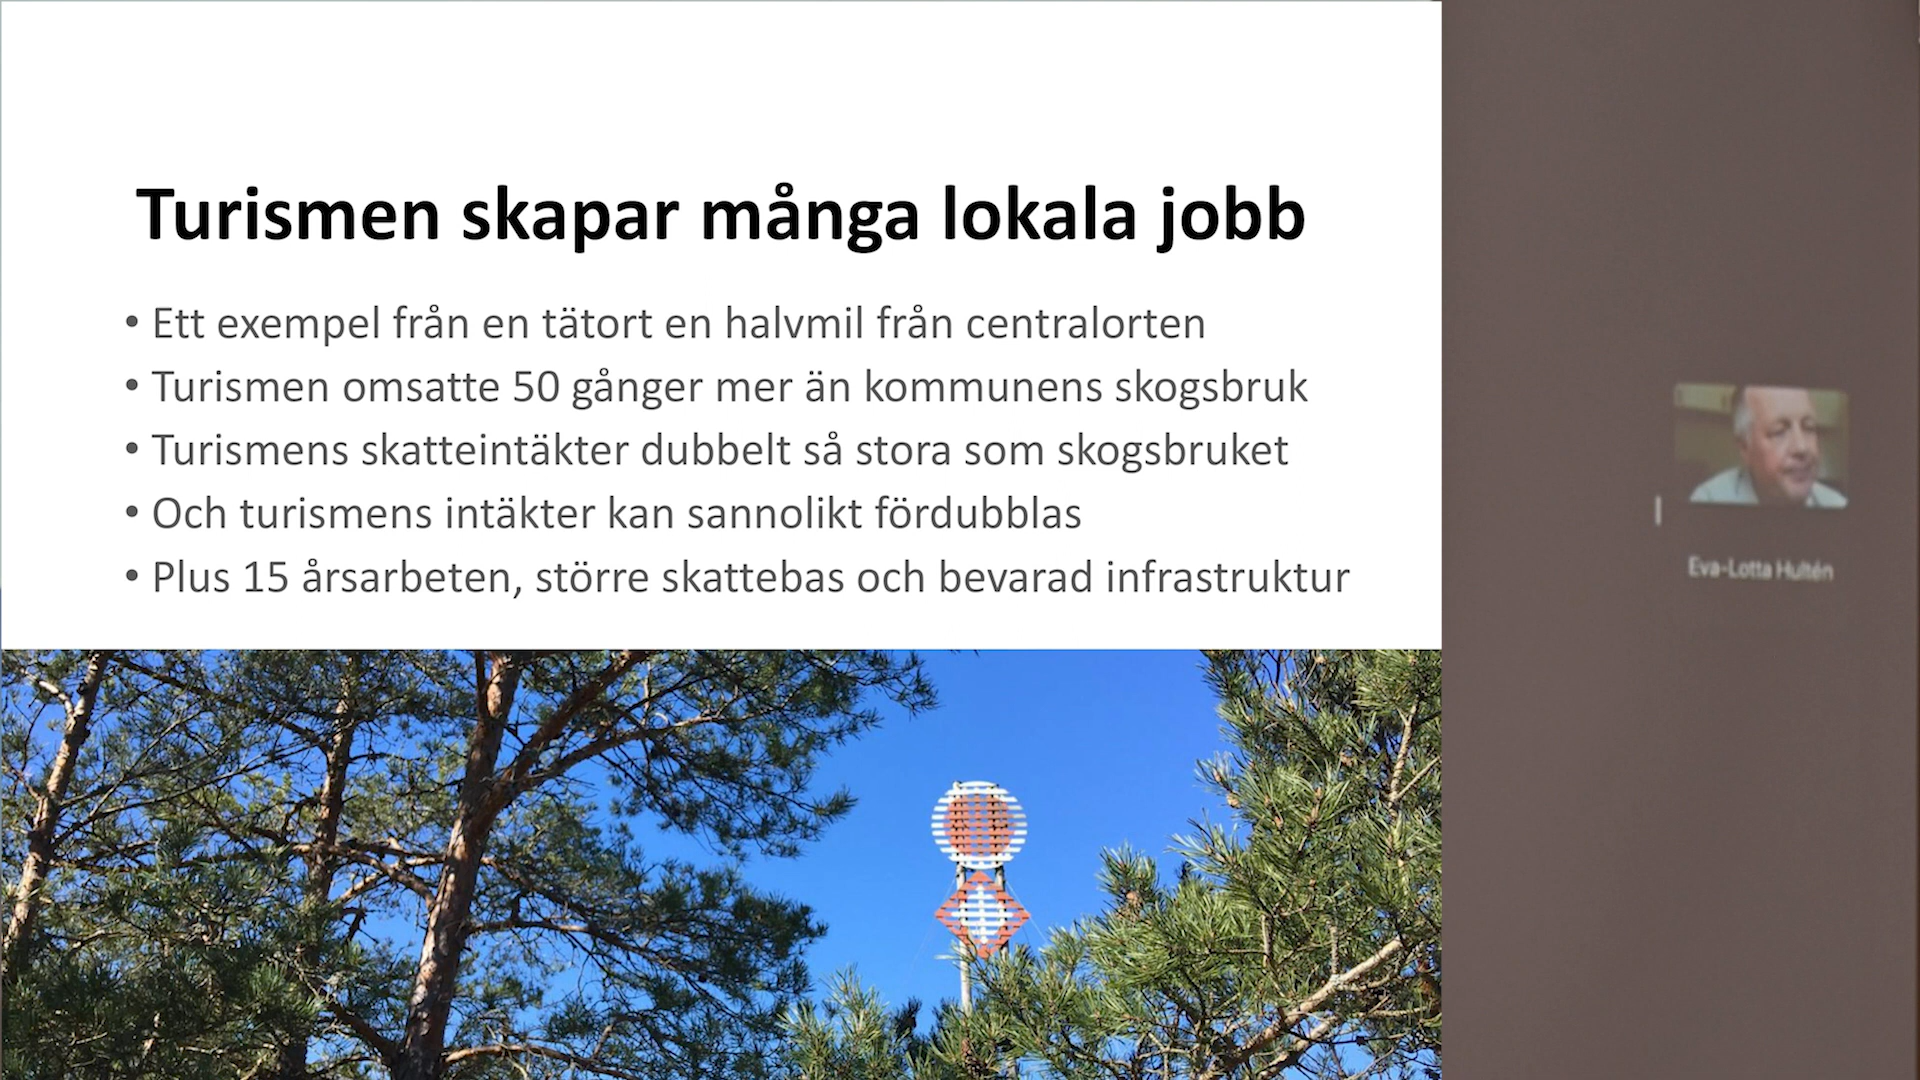 Turismen skapar många lokala jobb
• Ett exempel från en tätort en halvmil från centralorten
• Turismen omsatte 50 gånger mer än kommunens skogsbruk
• Turismens skatteintäkter dubbelt så stora som skogsbruket
• Och turismens intäkter kan sannolikt fördubblas
• Plus 15 årsarbeten, större skattebas och bevarad infrastruktur
Eva-Lotta Hultén